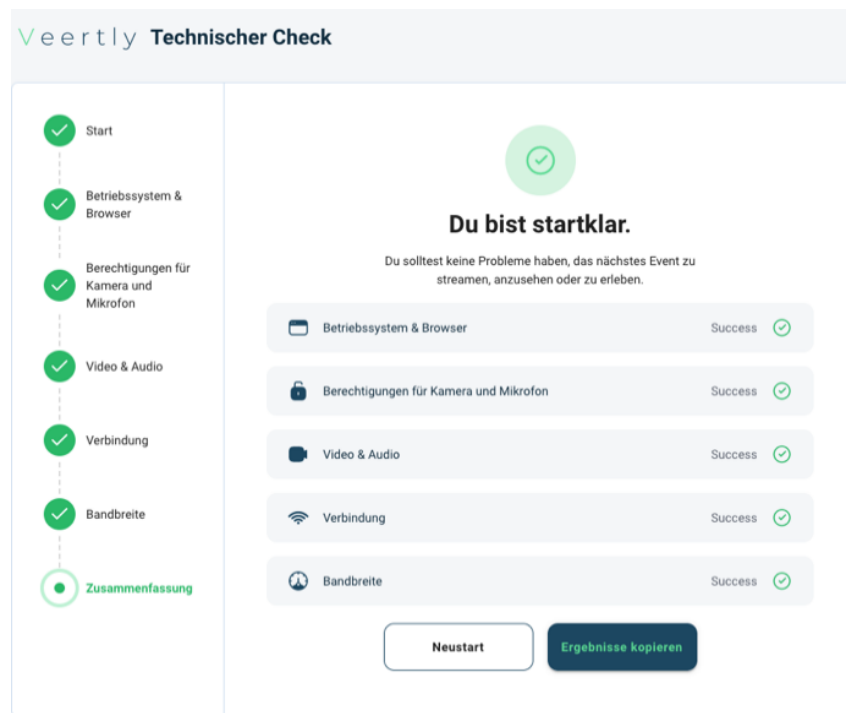 Veertly Technischer Check
Start
Betriebssystem &
Browser
Berechtigungen für
Kamera und
Mikrofon
Video & Audio
Verbindung
Bandbreite
Zusammenfassung
Du bist startklar.
Du solltest keine Probleme haben, das nächstes Event zu
streamen, anzusehen oder zu erleben.
Betriebssystem & Browser Success
Berechtigungen für Kamera und Mikrofon Success
Video & Audio Success
Verbindung Success
Bandbreite Success
Neustart Ergebnisse kopieren